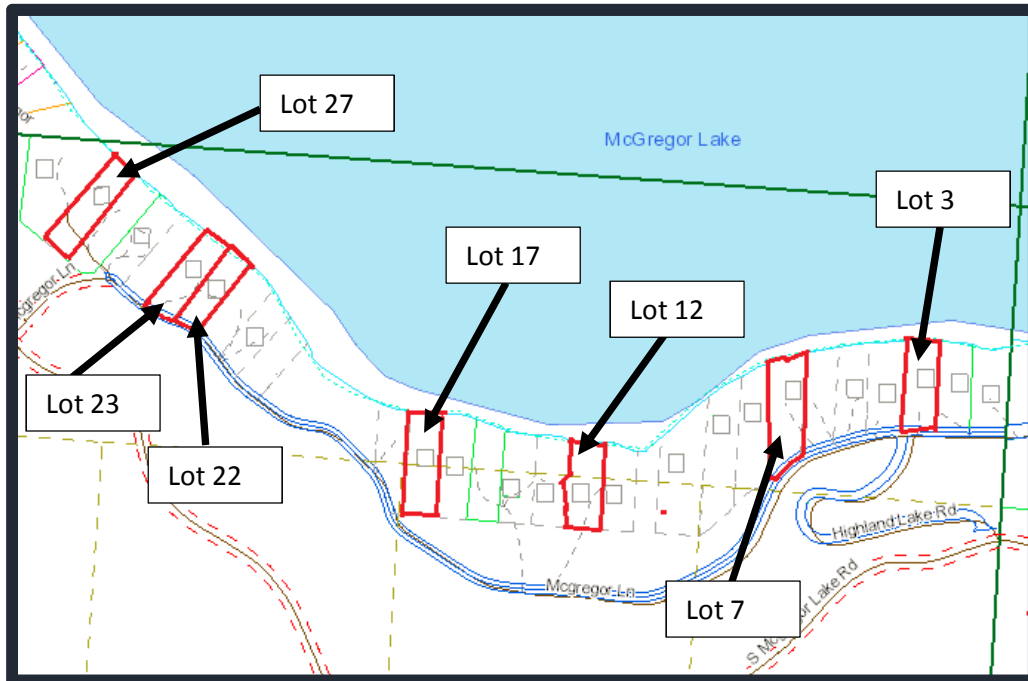 Lot 27
McGregor Lake
Lot 3
Lot 17
Lot 12
Lot 23
Lot 22
Highland Lake Rd
Mcgregor Ln
Lot 7
S McGregor Lake Rd